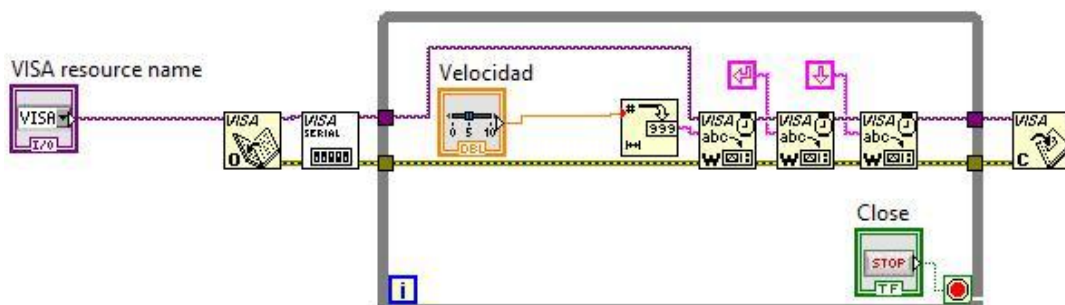 VISA resource name
VISA
I/O
VISA
O
VISA
SERIAL
Velocidad
0 5 10
DBL
#
999
VISA
abc
W
VISA
abc
W
VISA
abc
W
VISA
C
Close
STOP
TF
i